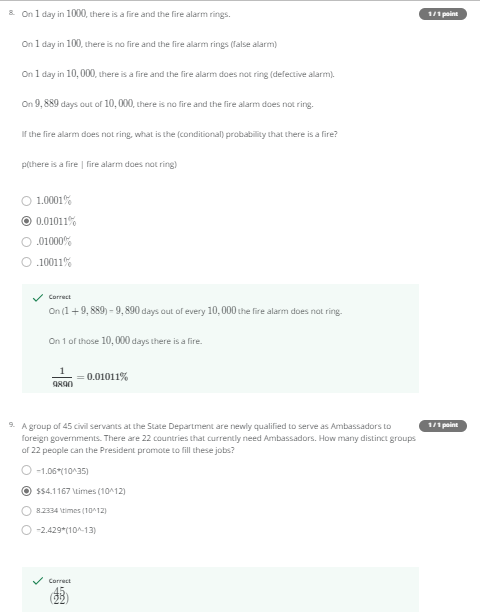 8. On 1 day in 1000, there is a fire and the fire alarm rings.
1 / 1 point
On 1 day in 100, there is no fire and the fire alarm rings (false alarm)
On 1 day in 10, 000, there is a fire and the fire alarm does not ring (defective alarm).
On 9, 889 days out of 10, 000, there is no fire and the fire alarm does not ring.
If the fire alarm does not ring, what is the (conditional) probability that there is a fire?
p(there is a fire | fire alarm does not ring)
1.0001%
0.01011%
.01000%
.10011%
Correct
On (1 + 9, 889) = 9, 890 days out of every 10, 000 the fire alarm does not ring.
On 1 of those 10, 000 days there is a fire.
1
9890
= 0.01011%
9. A group of 45 civil servants at the State Department are newly qualified to serve as Ambassadors to
1 / 1 point
foreign governments. There are 22 countries that currently need Ambassadors. How many distinct groups
of 22 people can the President promote to fill these jobs?
=1.06*(10^35)
$$4.1167 \times (10^12)
8.2334 \times (10^12)
=2.429*(10^-13)
Correct
(45
22)